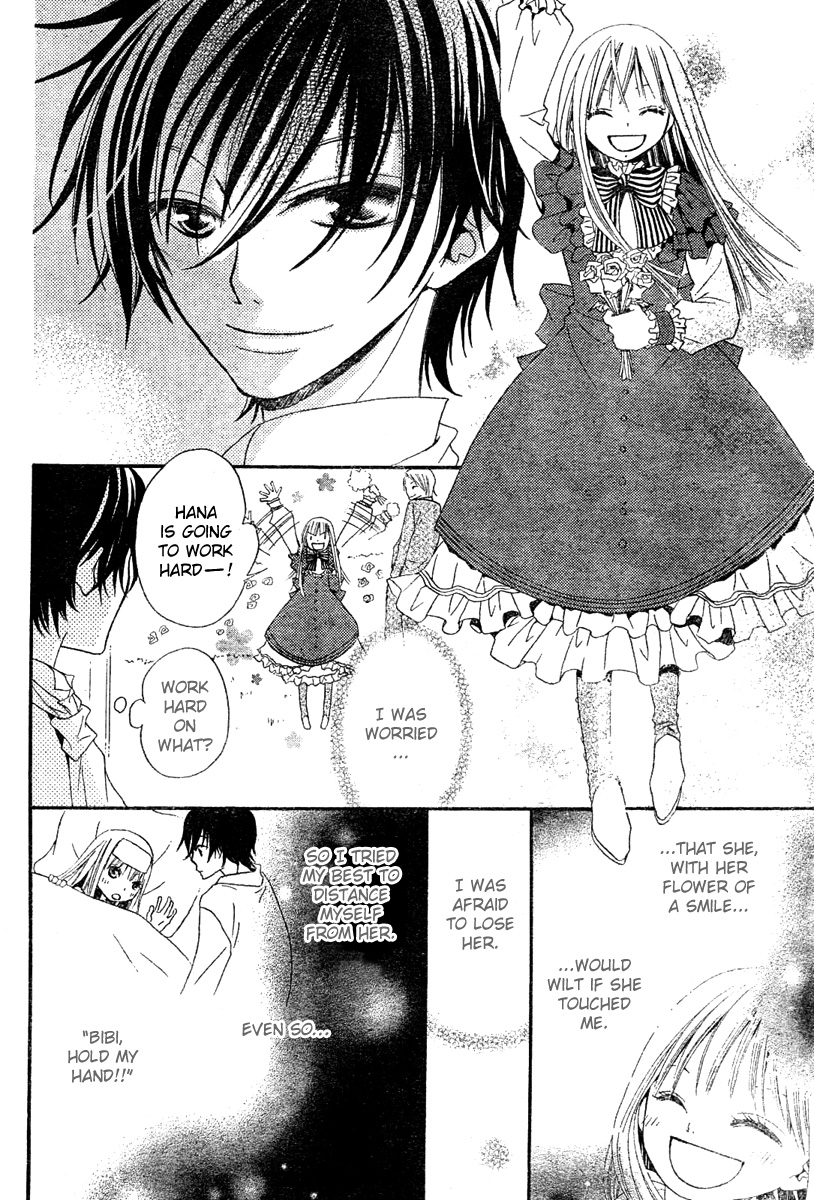 HANA
IS GOING
TO WORK
HARD—!
WORK
HARD
ON
WHAT?
I WAS
WORRIED
...
...THAT SHE,
WITH HER
FLOWER OF
A SMILE...
...WOULD
WILT IF SHE
TOUCHED
ME.
I WAS
AFRAID
TO LOSE
HER.
SO I TRIED
MY BEST TO
DISTANCE
MYSELF
FROM HER.
EVEN SO...
"BIBI,
HOLD MY
HAND!!"